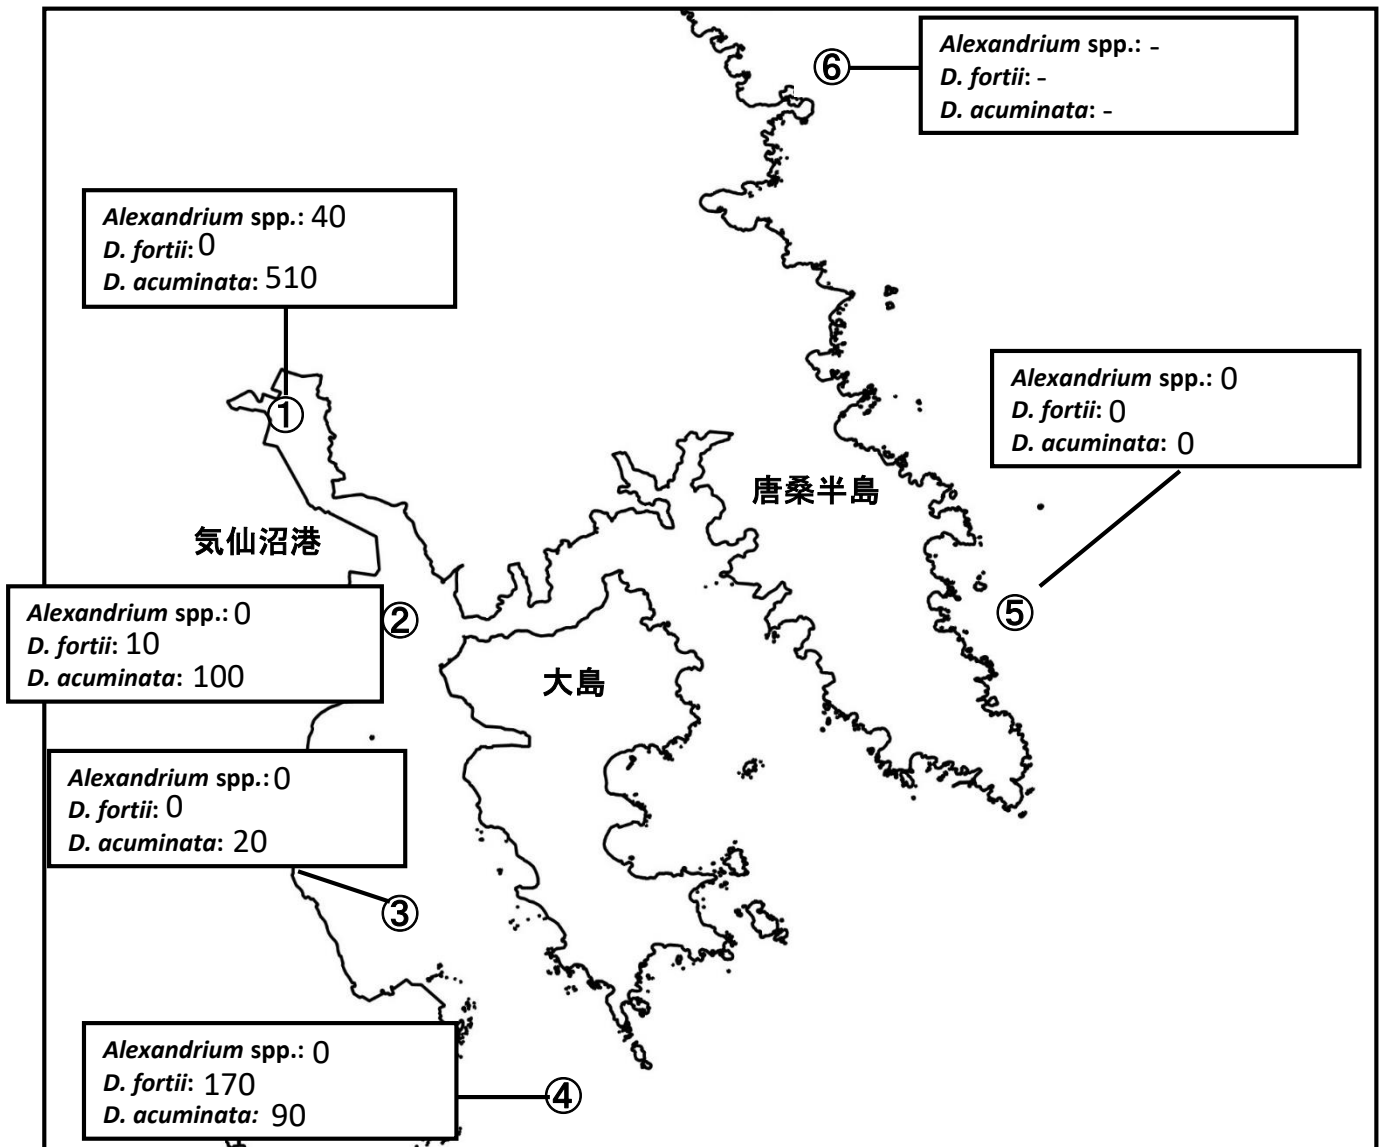 ⑥
Alexandrium spp.: -
D. fortii: -
D. acuminata: -
Alexandrium spp.: 40
D. fortii: 0
D. acuminata: 510
①
Alexandrium spp.: 0
D. fortii: 0
D. acuminata: 0
唐桑半島
気仙沼港
⑤
Alexandrium spp.: 0
D. fortii: 10
D. acuminata: 100
②
大島
Alexandrium spp.: 0
D. fortii: 0
D. acuminata: 20
③
Alexandrium spp.: 0
D. fortii: 170
D. acuminata: 90
④